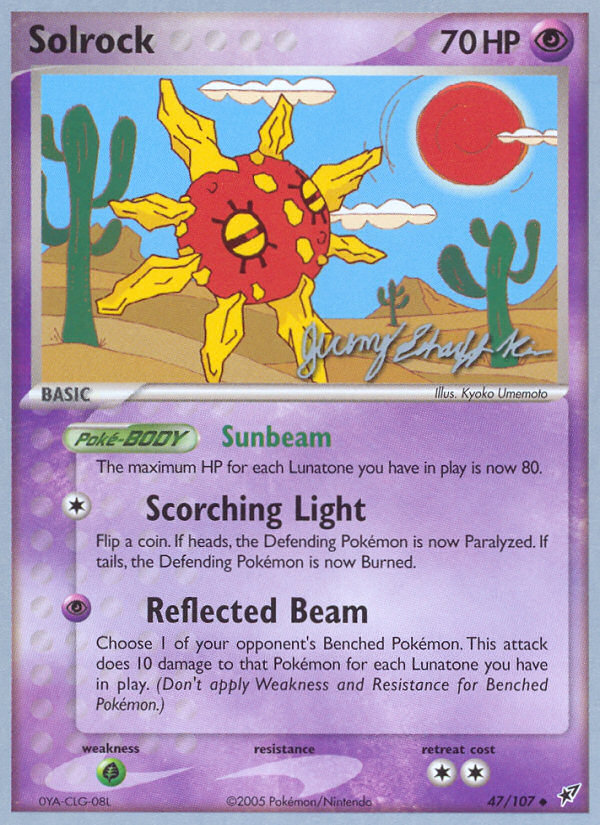 Solrock 70 HP
Illus. Kyoko Umemoto
BASIC
Poké-BODY Sunbeam
The maximum HP for each Lunatone you have in play is now 80.
Scorching Light
Flip a coin. If heads, the Defending Pokémon is now Paralyzed. If
tails, the Defending Pokémon is now Burned.
Reflected Beam
Choose 1 of your opponent's Benched Pokémon. This attack
does 10 damage to that Pokémon for each Lunatone you have
in play. (Don't apply Weakness and Resistance for Benched
Pokémon.)
weakness resistance retreat cost
0YA-CLG-08L ©2005 Pokémon/Nintendo 47/107